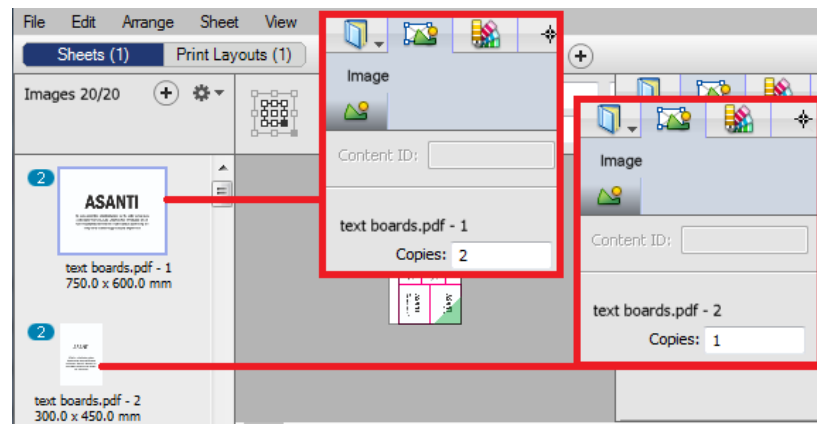 File Edit Arrange Sheet View
Sheets (1) Print Layouts (1)
Images 20/20
2
ASANTI
text boards.pdf - 1
750.0 x 600.0 mm
2
text boards.pdf - 2
300.0 x 450.0 mm
Image
Content ID:
text boards.pdf - 1
Copies: 2
Image
Content ID:
text boards.pdf - 2
Copies: 1